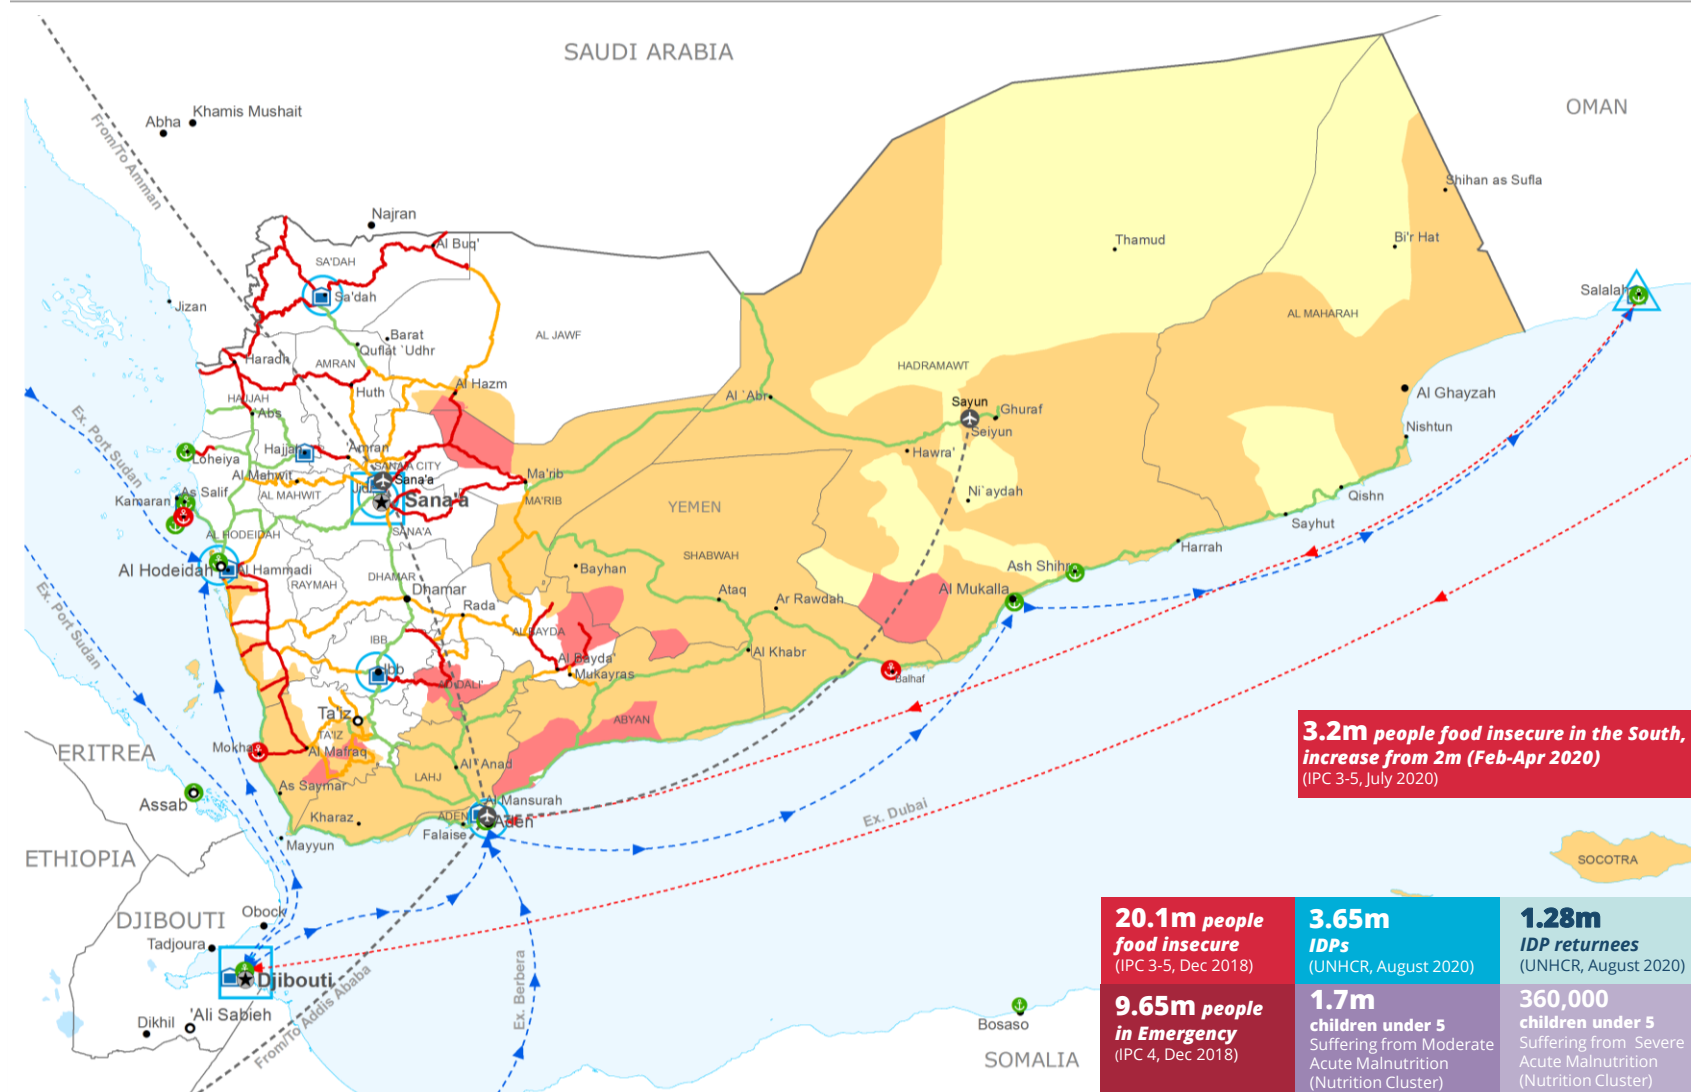 SAUDI ARABIA
OMAN
Khamis Mushait
Abha
From/To Amman
Shihan as Sufla
Najran
Al Buq'
Thamud
Bi'r Hat
SA'DAH
Sa'dah
Salalah
Jizan
AL MAHARAH
Barat
AL JAWF
Quflat `Udhr
Haradh
AMRAN
HADRAMAWT
Al Hazm
Huth
Al `Abr
Al Ghayzah
HAJJAH
Abs
Sayun
Ghuraf
Seiyun
Nishtun
Ex. Port Sudan
Hajjah
Amran
Loheiya
SANA'A CITY
Hawra'
Al Mahwit
Sana'a
Ma'rib
Ni`aydah
Qishn
As Salif
Kamaran
AL MAHWIT
Sana'a
MA'RIB
YEMEN
Sayhut
AL HODEIDAH
SANA'A
Harrah
SHABWAH
Al Hodeidah
Al Hammadi
Bayhan
Ash Shihr
RAYMAH
DHAMAR
Dhamar
Ataq
Ar Rawdah
Al Mukalla
Rada
Ex. Port Sudan
IBB
AL BAYDA
Al Khabr
Ibb
Al Bayda'
Mukayras
Balhaf
AD DALI'
Ta'iz
ABYAN
TA'IZ
Mokha
Al Mafraq
ERITREA
Al `Anad
LAHJ
As Saymar
Assab
Al Mansurah
Kharaz
ADEN
Aden
Falaise
Ex. Dubai
Mayyun
ETHIOPIA
SOCOTRA
DJIBOUTI
Obock
Tadjoura
Djibouti
Ex. Berbera
From/To Addis Ababa
'Ali Sabieh
Dikhil
Bosaso
SOMALIA
3.2m people food insecure in the South,
increase from 2m (Feb-Apr 2020)
(IPC 3-5, July 2020)
20.1m people
food insecure
(IPC 3-5, Dec 2018)
3.65m
IDPs
(UNHCR, August 2020)
1.28m
IDP returnees
(UNHCR, August 2020)
9.65m people
in Emergency
(IPC 4, Dec 2018)
1.7m
children under 5
Suffering from Moderate
Acute Malnutrition
(Nutrition Cluster)
360,000
children under 5
Suffering from Severe
Acute Malnutrition
(Nutrition Cluster)